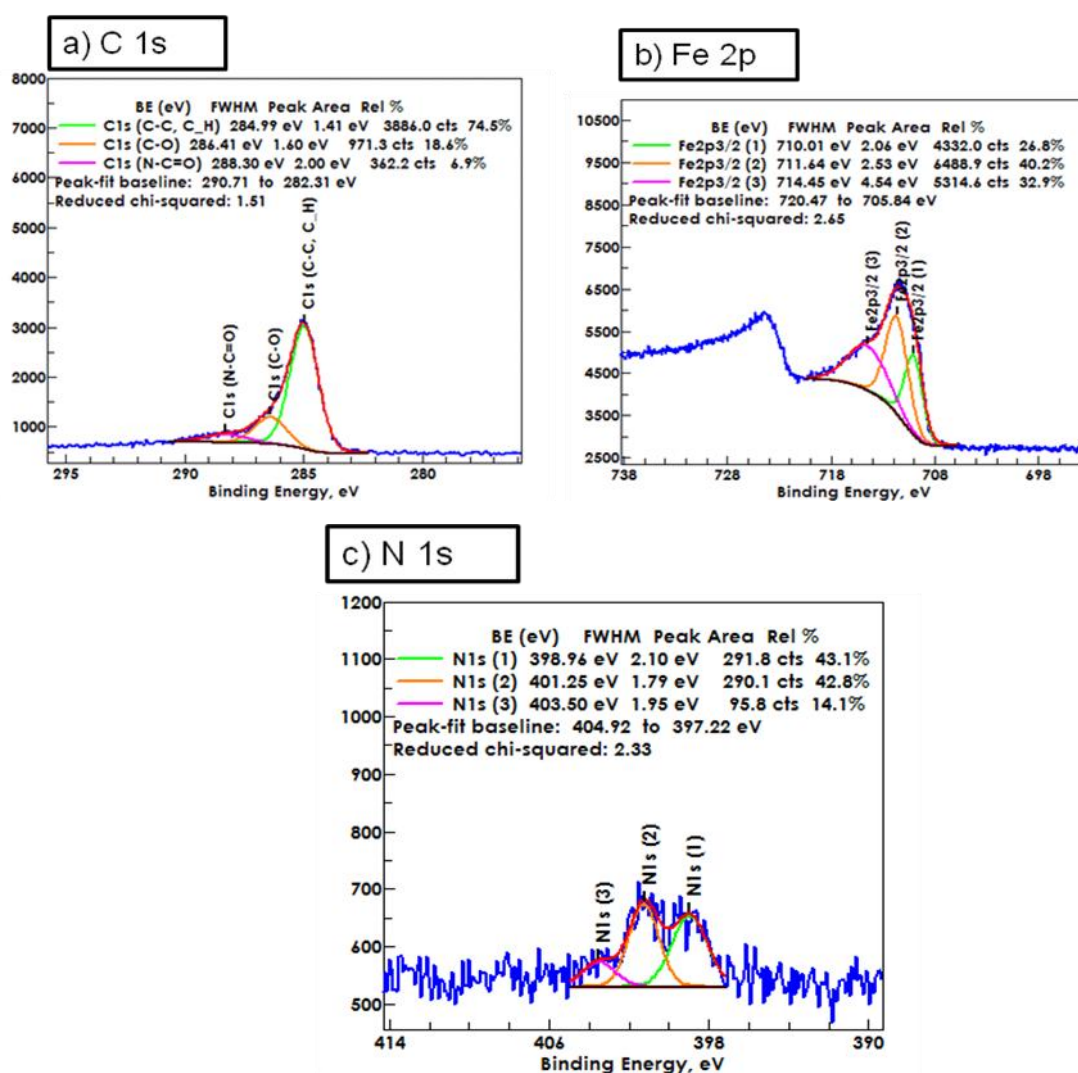 a) C 1s
8000
7000
6000
5000
3000
1000
BE (eV) FWHM Peak Area Rel %
C1s (C-C, C_H) 284.99 eV 1.41 eV 3886.0 cts 74.5%
C1s (C-O) 286.41 eV 1.60 eV 971.3 cts 18.6%
C1s (N-C=O) 288.30 eV 2.00 eV 362.2 cts 6.9%
Peak-fit baseline: 290.71 to 282.31 eV
Reduced chi-squared: 1.51
C1s (N-C=O)
C1s (C-O)
C1s (C-C, C_H)
295 290 285 280
Binding Energy, eV
b) Fe 2p
10500
9500
8500
7500
6500
5500
4500
3500
2500
BE (eV) FWHM Peak Area Rel %
Fe2p3/2 (1) 710.01 eV 2.06 eV 4332.0 cts 26.8%
Fe2p3/2 (2) 711.64 eV 2.53 eV 6488.9 cts 40.2%
Fe2p3/2 (3) 714.45 eV 4.54 eV 5314.6 cts 32.9%
Peak-fit baseline: 720.47 to 705.84 eV
Reduced chi-squared: 2.65
Fe2p3/2 (3)
Fe2p3/2 (2)
Fe2p3/2 (1)
738 728 718 708 698
Binding Energy, eV
c) N 1s
1200
1100
1000
900
800
700
600
500
BE (eV) FWHM Peak Area Rel %
N1s (1) 398.96 eV 2.10 eV 291.8 cts 43.1%
N1s (2) 401.25 eV 1.79 eV 290.1 cts 42.8%
N1s (3) 403.50 eV 1.95 eV 95.8 cts 14.1%
Peak-fit baseline: 404.92 to 397.22 eV
Reduced chi-squared: 2.33
N1s (3)
N1s (2)
N1s (1)
414 406 398 390
Binding Energy, eV